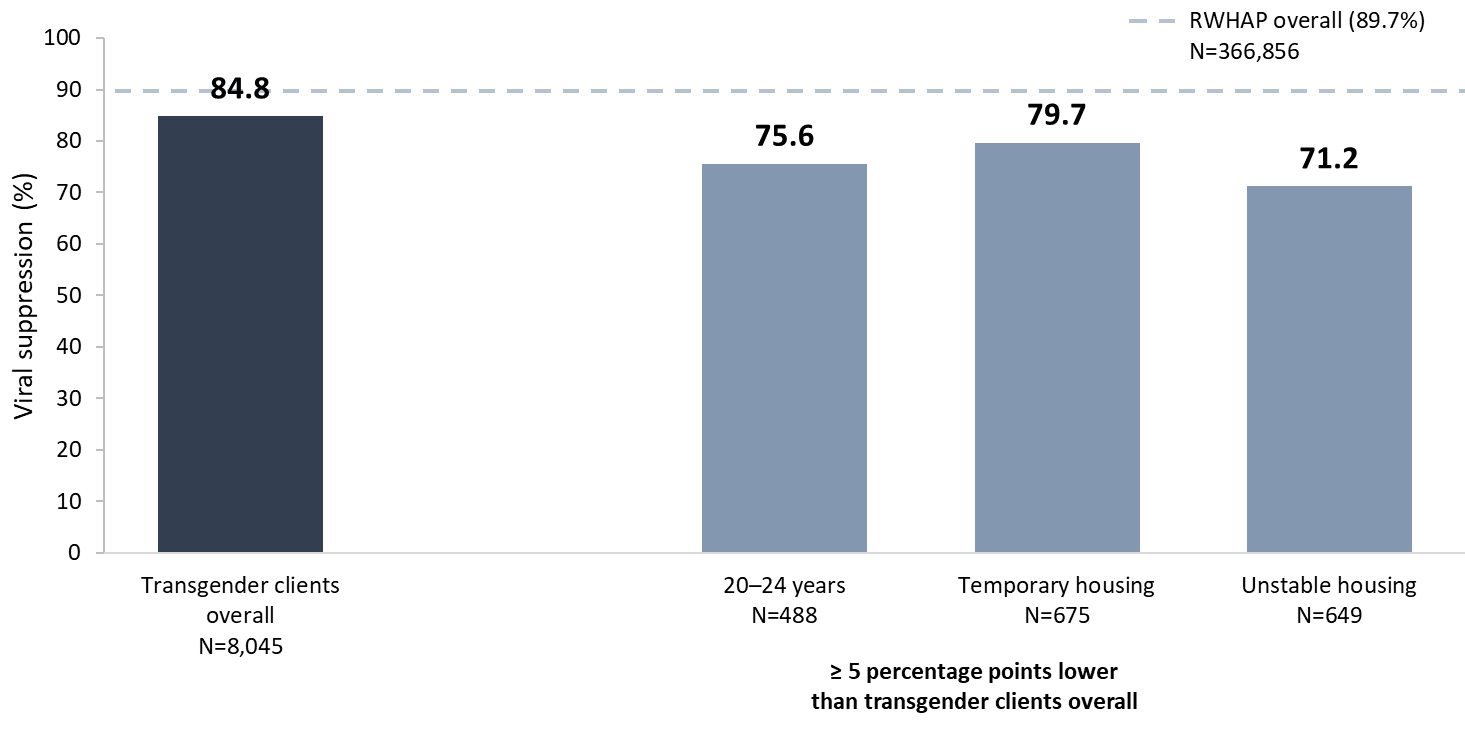 RWHAP overall (89.7%)
N=366,856
Viral suppression (%)
100
90
80
70
60
50
40
30
20
10
0
84.8
75.6
79.7
71.2
Transgender clients
overall
N=8,045
20–24 years
N=488
Temporary housing
N=675
Unstable housing
N=649
≥ 5 percentage points lower
than transgender clients overall